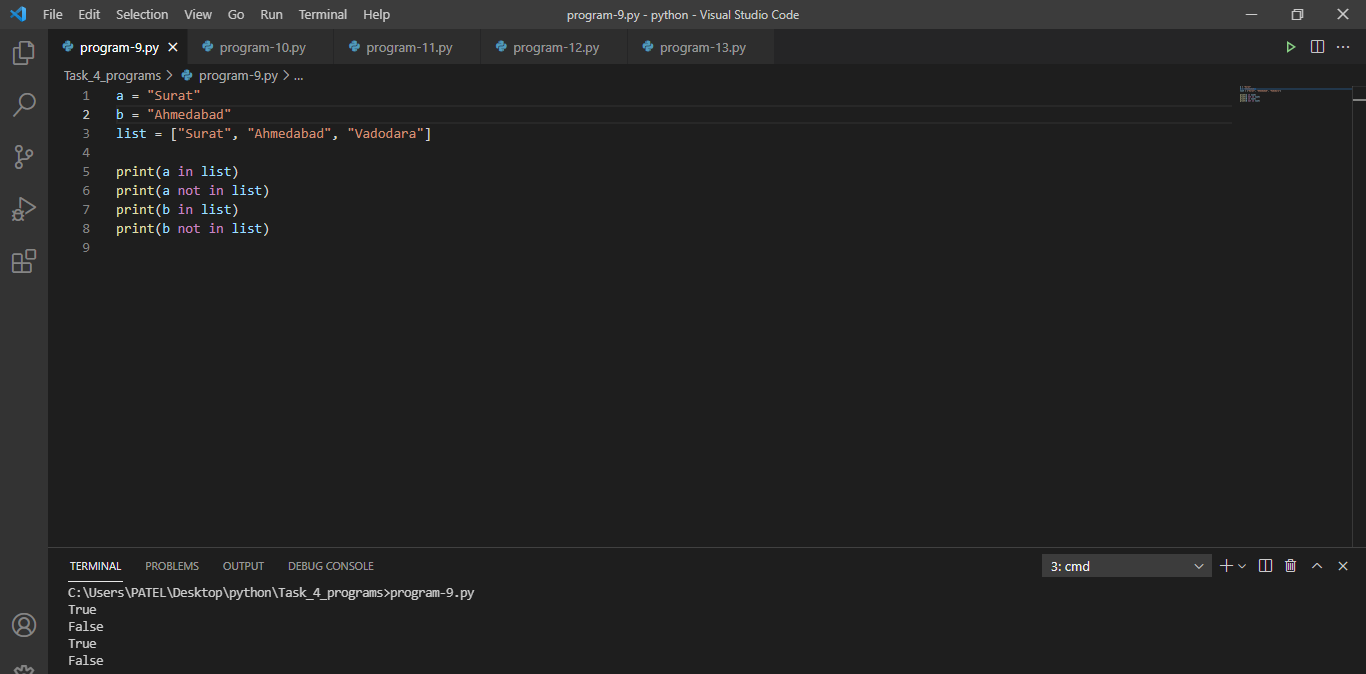 File Edit Selection View Go Run Terminal Help program-9.py - python - Visual Studio Code
program-9.py program-10.py program-11.py program-12.py program-13.py
Task_4_programs > program-9.py > ...
1 a = "Surat"
2 b = "Ahmedabad"
3 list = ["Surat", "Ahmedabad", "Vadodara"]
4
5 print(a in list)
6 print(a not in list)
7 print(b in list)
8 print(b not in list)
9
TERMINAL PROBLEMS OUTPUT DEBUG CONSOLE 3: cmd
C:\Users\PATEL\Desktop\python\Task_4_programs>program-9.py
True
False
True
False